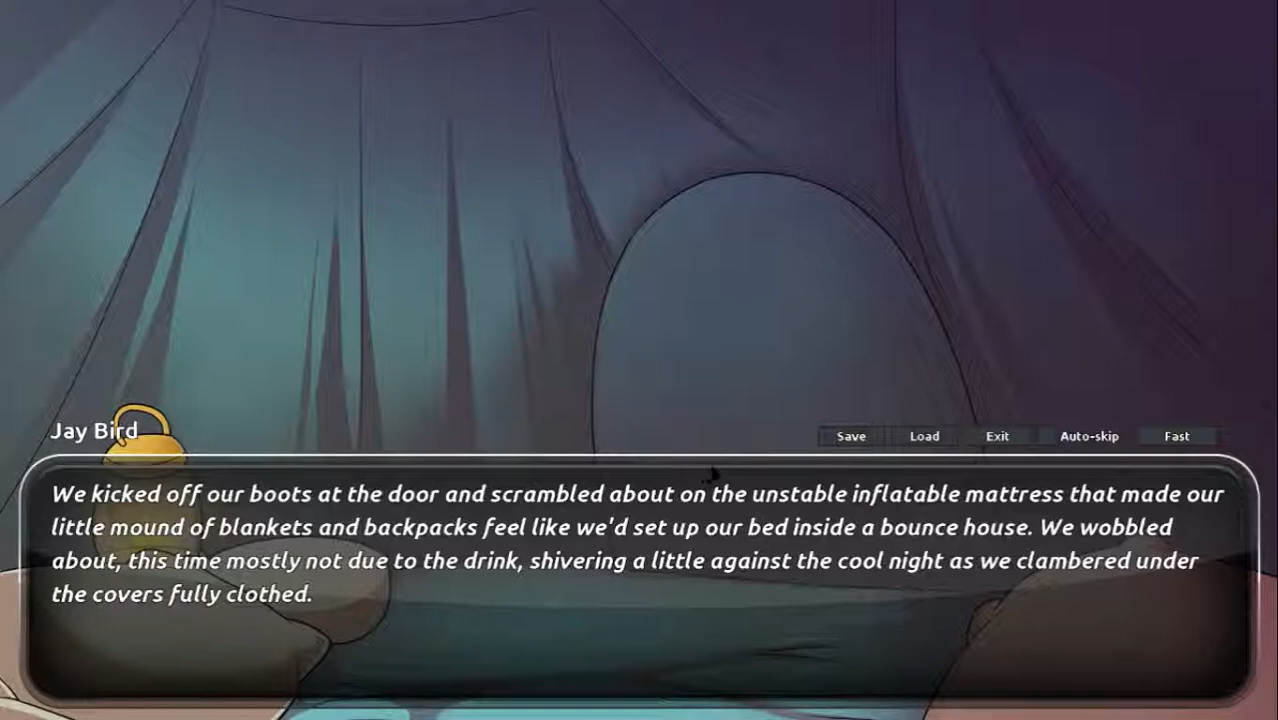 Jay Bird
Save Load Exit Auto-skip Fast
We kicked off our boots at the door and scrambled about on the unstable inflatable mattress that made our
little mound of blankets and backpacks feel like we'd set up our bed inside a bounce house. We wobbled
about, this time mostly not due to the drink, shivering a little against the cool night as we clambered under
the covers fully clothed.